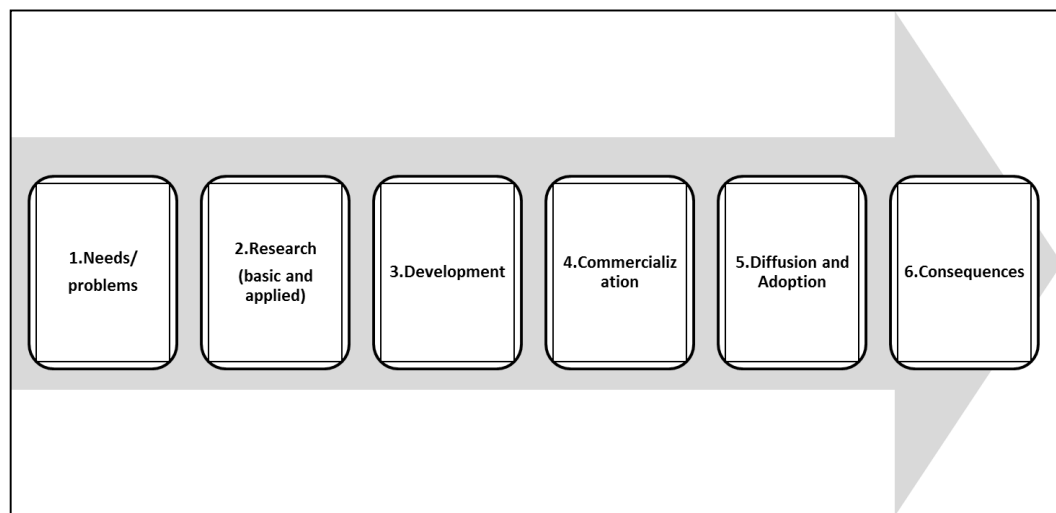 1.Needs/
problems
2.Research
(basic and
applied)
3.Development
4.Commercializ
ation
5.Diffusion and
Adoption
6.Consequences